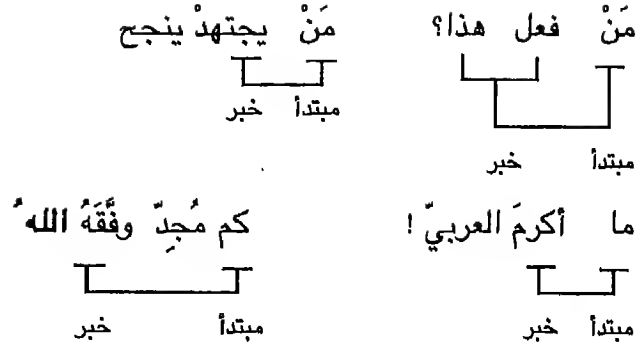 مَنْ فعل هذا؟ مَنْ يجتهدْ ينجح
مبتدأ خبر
مبتدأ خبر
ما أكرمَ العربيّ ! كم مُجِدّ وفَّقَهُ اللهُ
مبتدأ خبر مبتدأ خبر